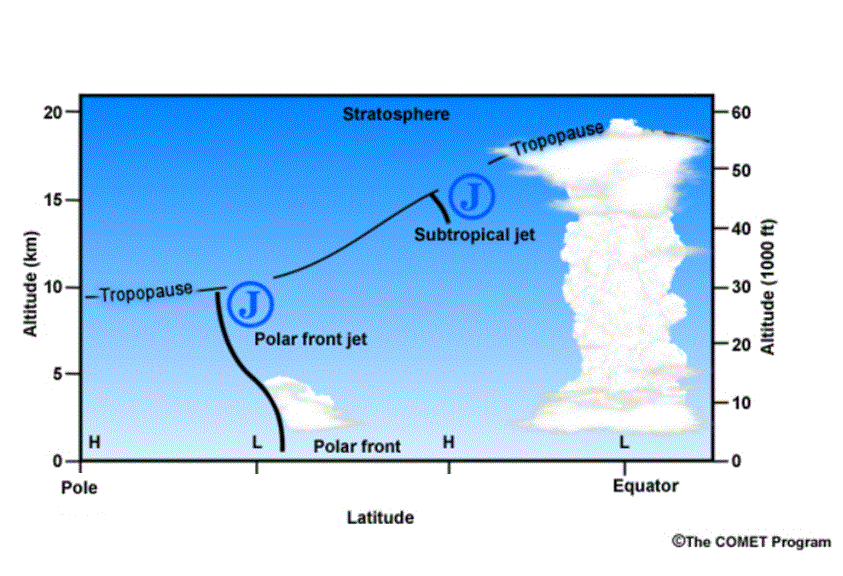 Stratosphere
20
60
Tropopause
50
15
J
40
Subtropical jet
Altitude (km)
Altitude (1000 ft)
10
Tropopause
30
J
Polar front jet
20
5
10
H
L
Polar front
H
L
0
0
Pole
Equator
Latitude
©The COMET Program